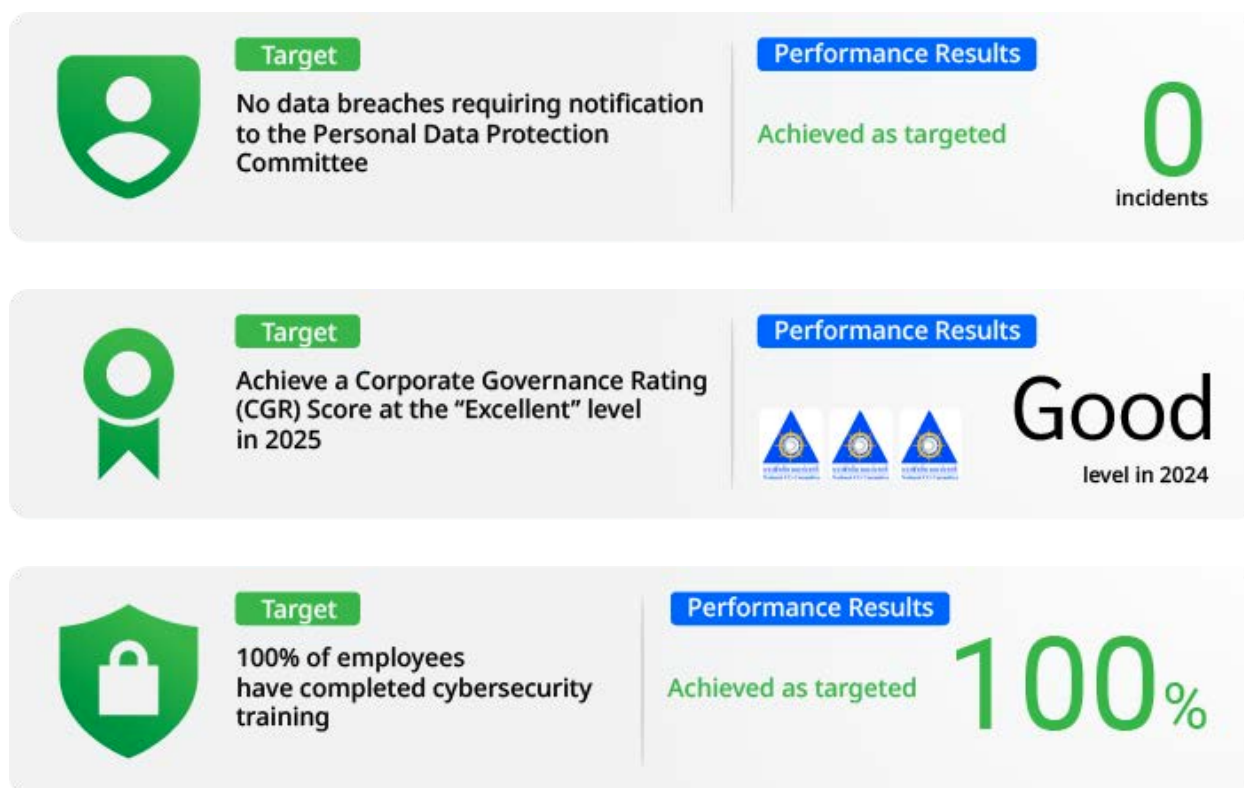 Target
No data breaches requiring notification
to the Personal Data Protection
Committee
Performance Results
Achieved as targeted
0
incidents
Target
Achieve a Corporate Governance Rating
(CGR) Score at the “Excellent” level
in 2025
Performance Results
Good
level in 2024
Target
100% of employees
have completed cybersecurity
training
Performance Results
Achieved as targeted
100%